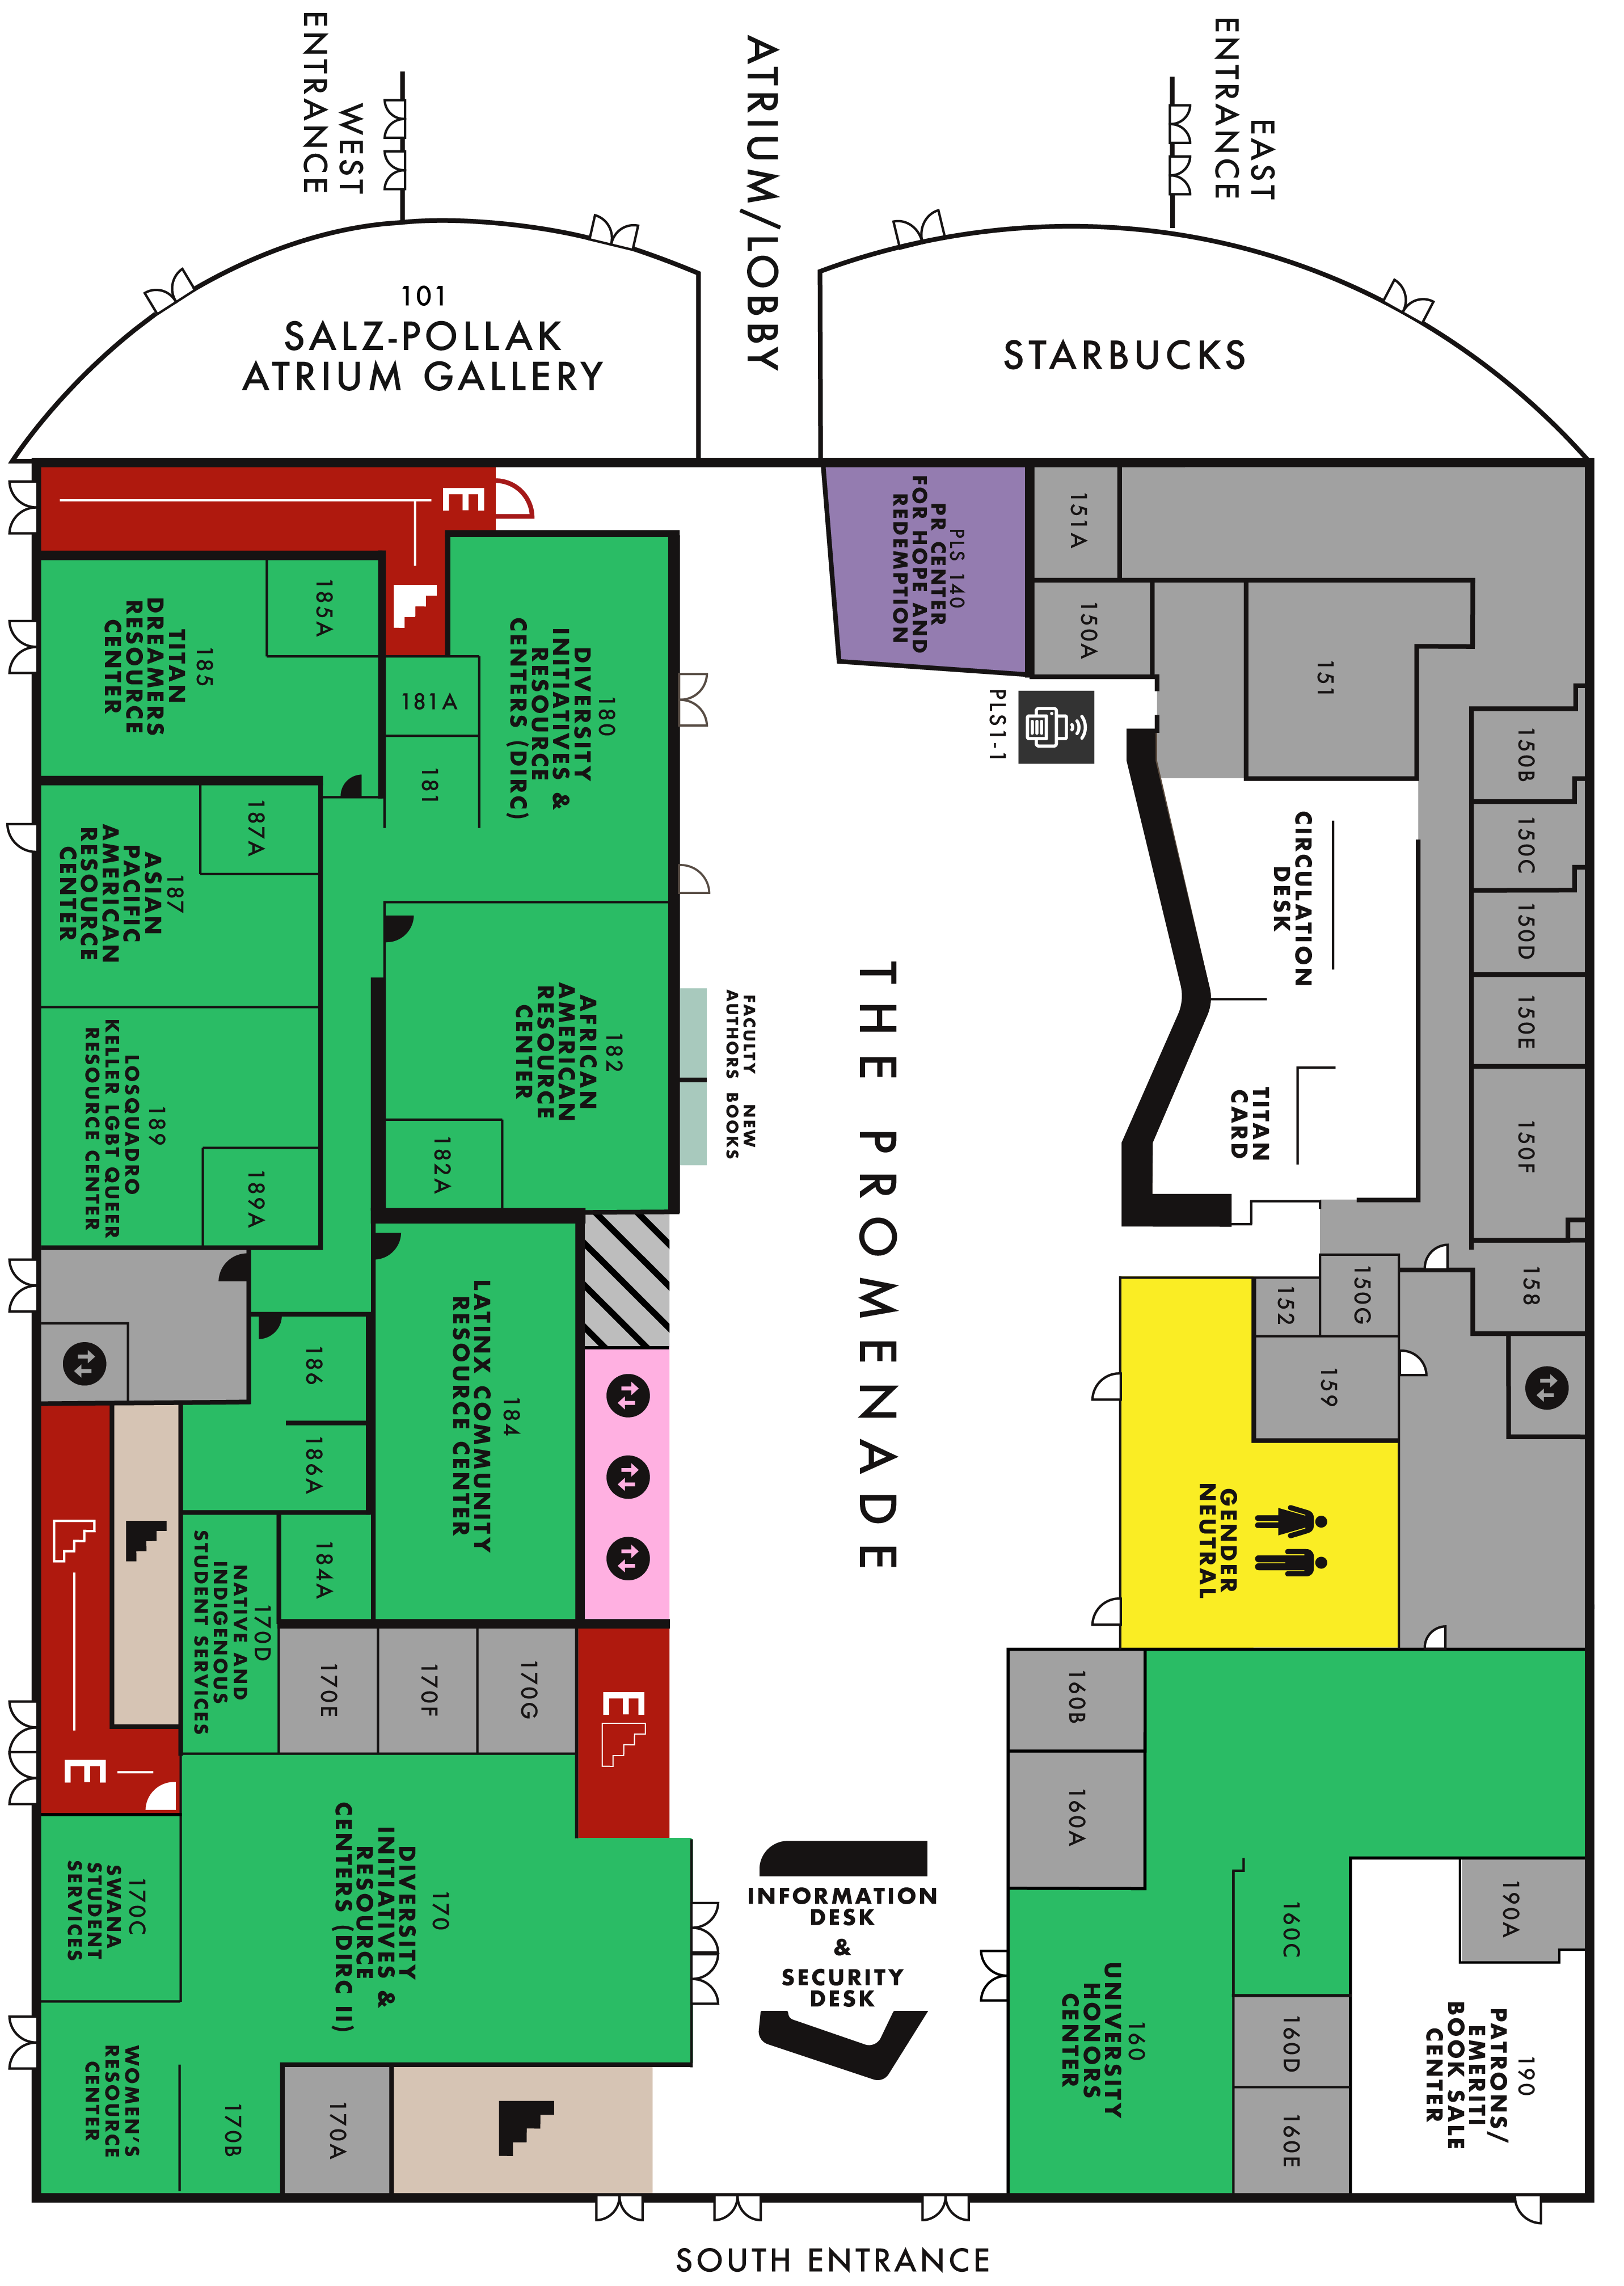 WEST
ENTRANCE
ATRIUM/LOBBY
EAST
ENTRANCE
101
SALZ-POLLAK
ATRIUM GALLERY
STARBUCKS
E
PLS 140
PR CENTER
FOR HOPE AND
REDEMPTION
151A
150A
151
PLS1-1
150B
150C
150D
150E
150F
158
150G
152
159
CIRCULATION
DESK
TITAN
CARD
185A
185
TITAN
DREAMERS
RESOURCE
CENTER
181A
181
180
DIVERSITY
INITIATIVES &
RESOURCE
CENTERS (DIRC)
187A
187
ASIAN
PACIFIC
AMERICAN
RESOURCE
CENTER
182
AFRICAN
AMERICAN
RESOURCE
CENTER
182A
FACULTY
AUTHORS
NEW
BOOKS
THE PROMENADE
189
LOSQUADRO
KELLER LGBT QUEER
RESOURCE CENTER
189A
186
186A
184
LATINX COMMUNITY
RESOURCE CENTER
184A
GENDER
NEUTRAL
170D
NATIVE AND
INDIGENOUS
STUDENT SERVICES
170E
170F
170G
E
E
160B
160A
170C
SWANA
STUDENT
SERVICES
170
DIVERSITY
INITIATIVES &
RESOURCE
CENTERS (DIRC II)
INFORMATION
DESK
&
SECURITY
DESK
160
UNIVERSITY
HONORS
CENTER
160C
160D
160E
190A
190
PATRONS/
EMERITI
BOOK SALE
CENTER
WOMEN'S
RESOURCE
CENTER
170B
170A
SOUTH ENTRANCE